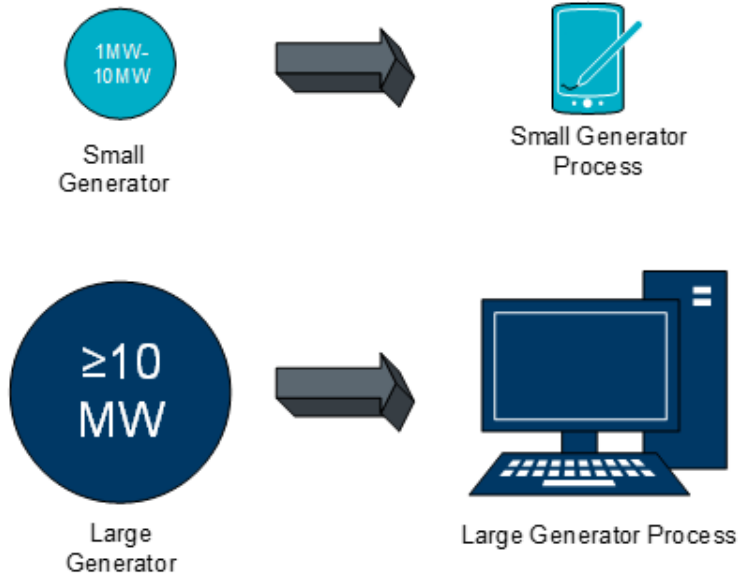 1MW-
10MW
Small
Generator
Small Generator
Process
≥10
MW
Large
Generator
Large Generator Process